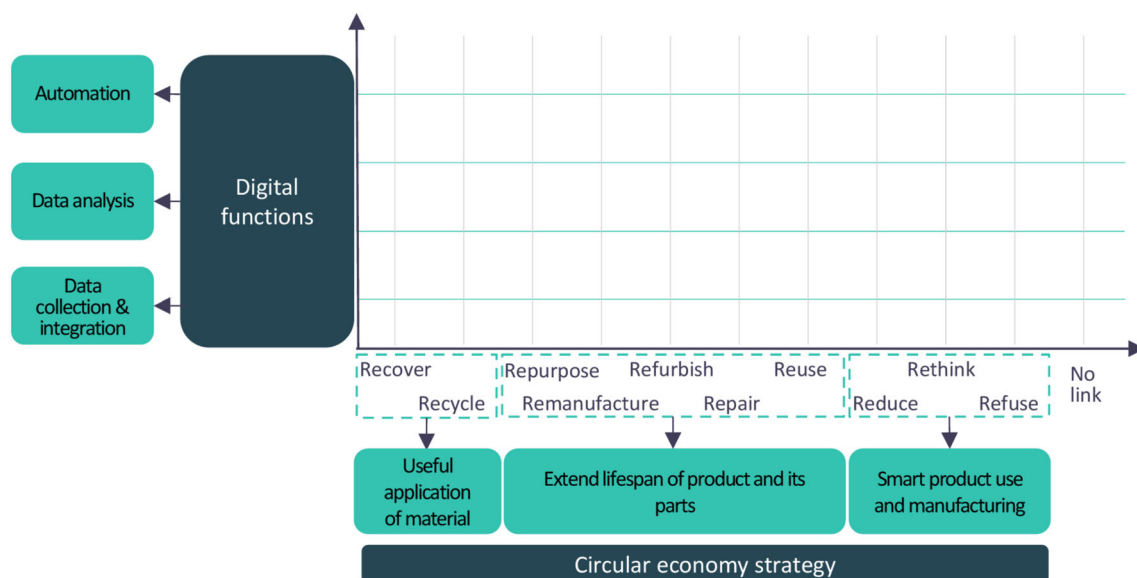 Automation
Data analysis
Data
collection &
integration
Digital
functions
Recover
Recycle
Repurpose
Refurbish
Reuse
Remanufacture
Repair
Rethink
Reduce
Refuse
No
link
Useful
application
of material
Extend lifespan of product and its
parts
Smart product use
and manufacturing
Circular economy strategy